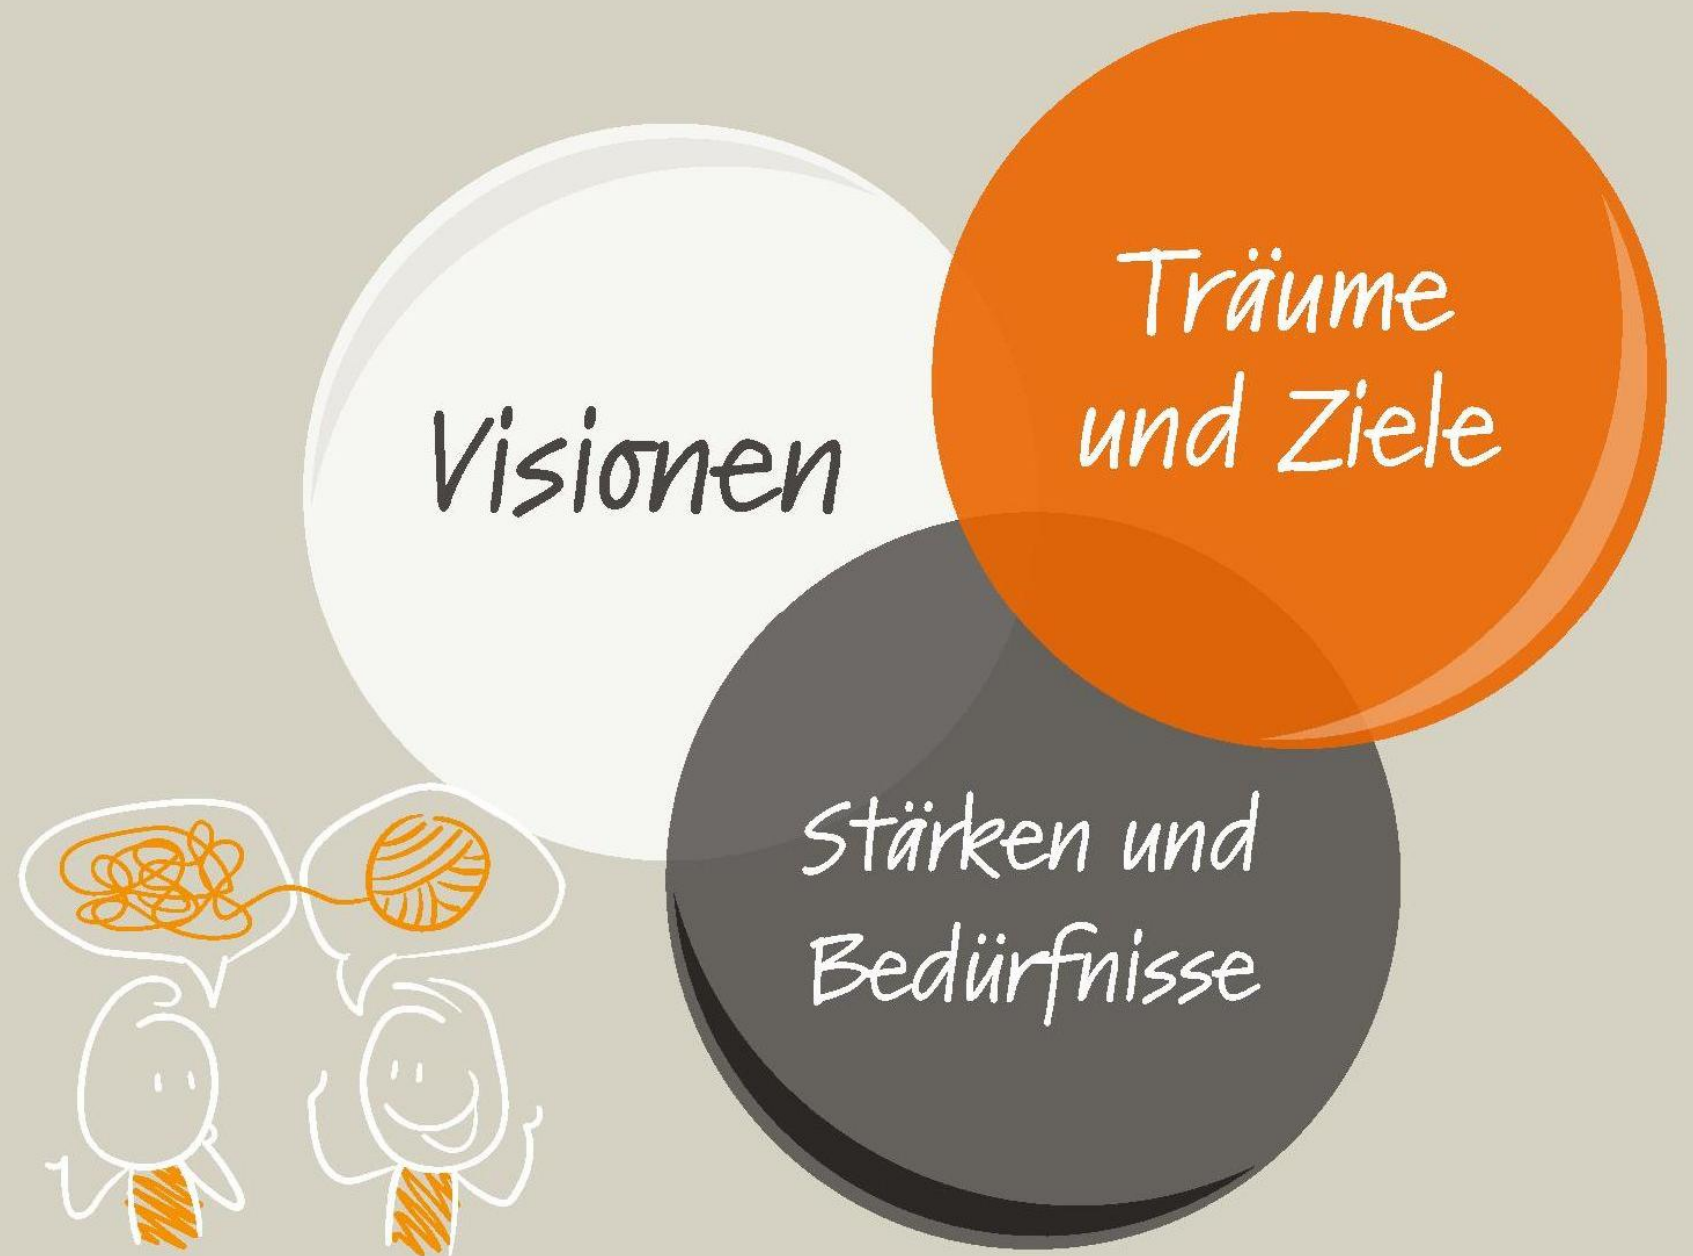 Visionen
Träume
und Ziele
Stärken und
Bedürfnisse